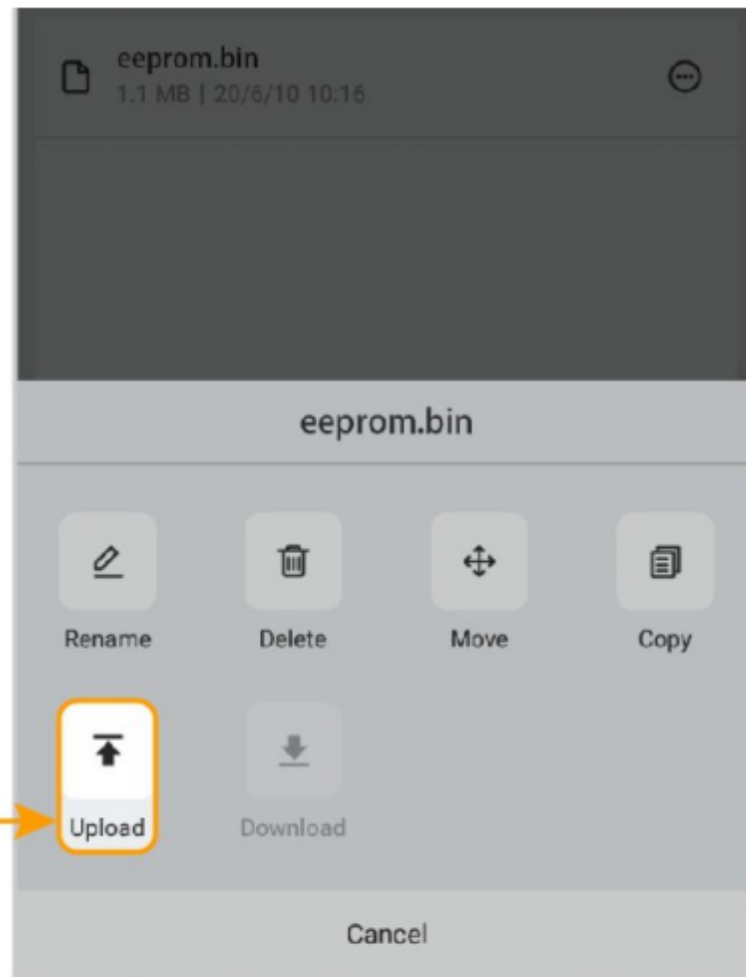 eeprom.bin
1.1 MB | 20/6/10 10:16
eeprom.bin
Rename Delete Move Copy
Upload Download
Cancel